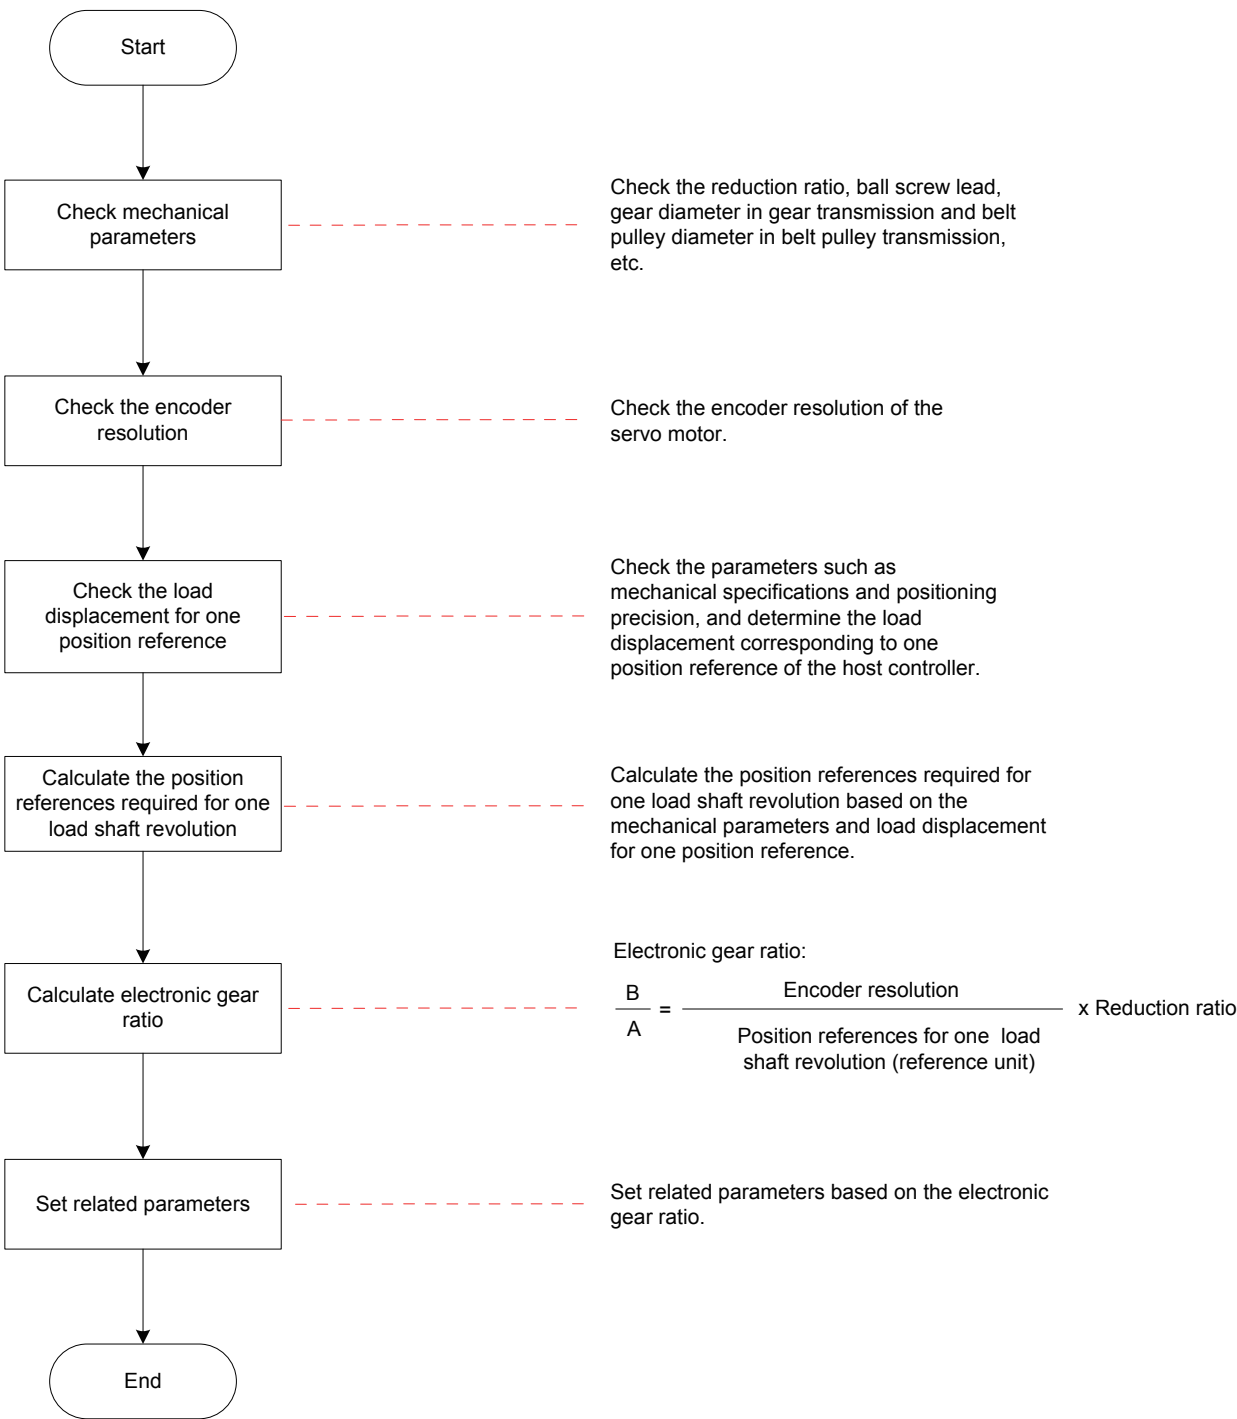 Start
Check mechanical
parameters
Check the reduction ratio, ball screw lead,
gear diameter in gear transmission and belt
pulley diameter in belt pulley transmission,
etc.
Check the encoder
resolution
Check the encoder resolution of the
servo motor.
Check the load
displacement for one
position reference
Check the parameters such as
mechanical specifications and positioning
precision, and determine the load
displacement corresponding to one
position reference of the host controller.
Calculate the position
references required for one
load shaft revolution
Calculate the position references required for
one load shaft revolution based on the
mechanical parameters and load displacement
for one position reference.
Calculate electronic gear
ratio
Electronic gear ratio:
B
A
=
Encoder resolution
Position references for one load
shaft revolution (reference unit)
x Reduction ratio
Set related parameters
Set related parameters based on the electronic
gear ratio.
End